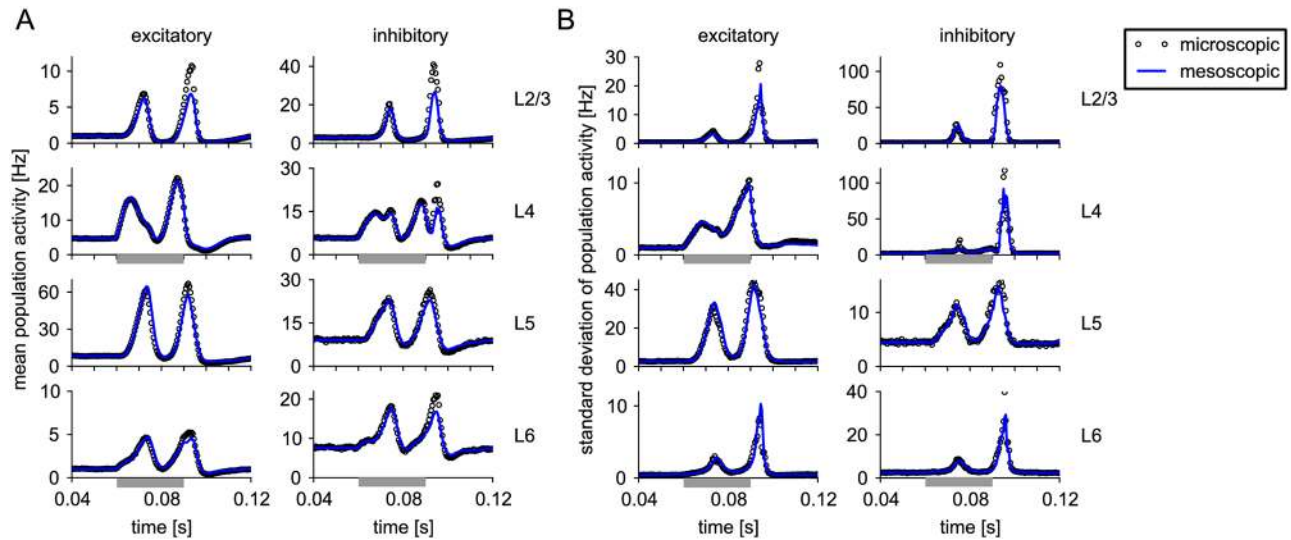 A
B
excitatory
inhibitory
excitatory
inhibitory
microscopic
mesoscopic
mean population activity [Hz]
standard deviation of population activity [Hz]
10
5
0
40
20
0
L2/3
30
20
10
0
100
50
0
L2/3
20
10
0
30
15
0
L4
10
5
0
100
50
0
L4
60
30
0
30
15
0
L5
40
20
0
10
0
L5
10
5
0
20
10
0
L6
10
0
40
20
0
L6
0.04
0.08
0.12
0.04
0.08
0.12
0.04
0.08
0.12
0.04
0.08
0.12
time [s]
time [s]
time [s]
time [s]